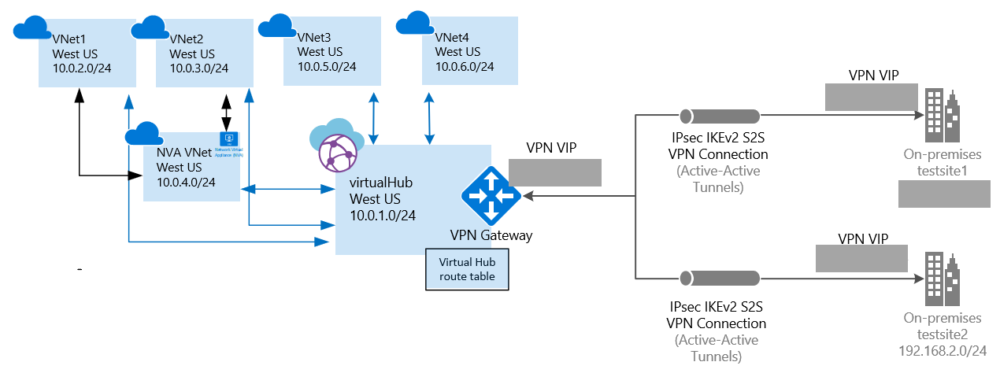 VNet1
West US
10.0.2.0/24
VNet2
West US
10.0.3.0/24
VNet3
West US
10.0.5.0/24
VNet4
West US
10.0.6.0/24
NVA VNet
West US
10.0.4.0/24
Network Virtual
Appliance (NVA)
virtualHub
West US
10.0.1.0/24
VPN Gateway
Virtual Hub
route table
VPN VIP
IPsec IKEv2 S2S
VPN Connection
(Active-Active
Tunnels)
VPN VIP
On-premises
testsite1
IPsec IKEv2 S2S
VPN Connection
(Active-Active
Tunnels)
VPN VIP
On-premises
testsite2
192.168.2.0/24
-